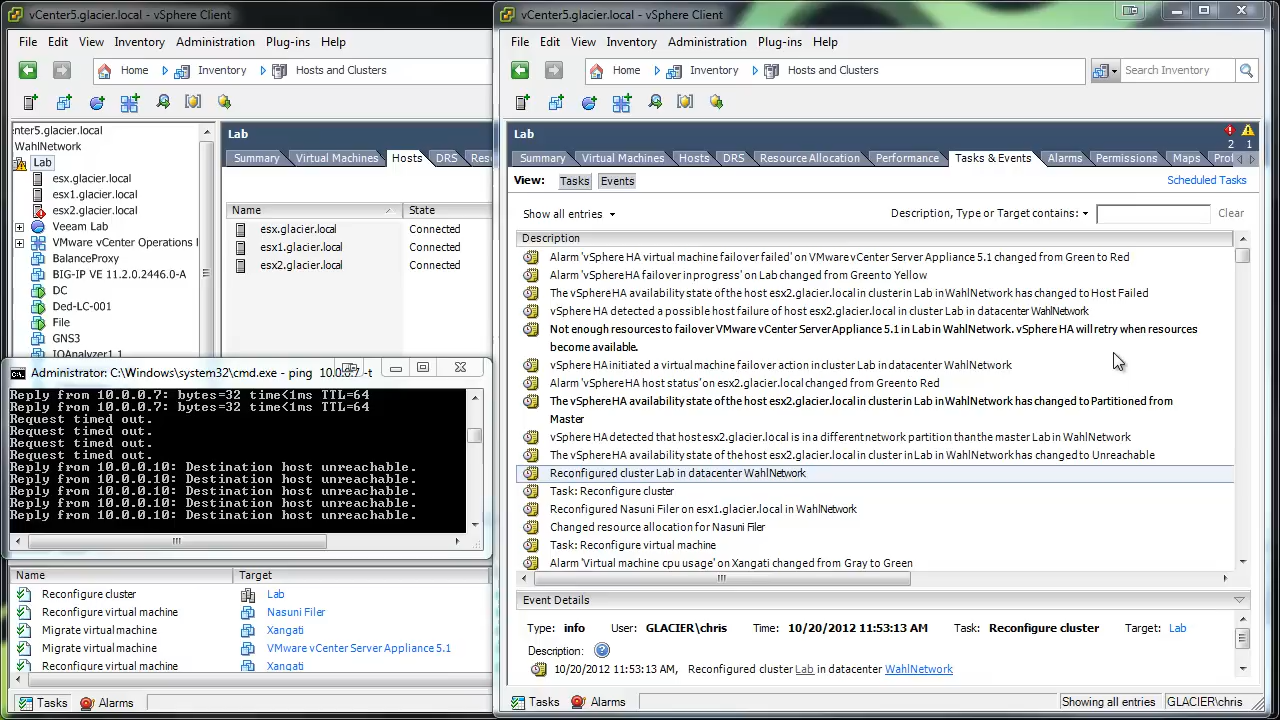 vCenter5.glacier.local - vSphere Client
File Edit View Inventory Administration Plug-ins Help
Home Inventory Hosts and Clusters
nter5.glacier.local
WahlNetwork
Lab
esx.glacier.local
esx1.glacier.local
esx2.glacier.local
Veeam Lab
VMware vCenter Operations
BalanceProxy
BIG-IP VE 11.2.0.2446.0-A
DC
Ded-LC-001
File
GNS3
IOAnalyzer1.1
Lab
Summary Virtual Machines Hosts DRS Res
Name State
esx.glacier.local Connected
esx1.glacier.local Connected
esx2.glacier.local Connected
Administrator: C:\Windows\system32\cmd.exe - ping 10.0.0.7 -t
Reply from 10.0.0.7: bytes=32 time<1ms TTL=64
Reply from 10.0.0.7: bytes=32 time<1ms TTL=64
Request timed out.
Request timed out.
Request timed out.
Request timed out.
Reply from 10.0.0.10: Destination host unreachable.
Reply from 10.0.0.10: Destination host unreachable.
Reply from 10.0.0.10: Destination host unreachable.
Reply from 10.0.0.10: Destination host unreachable.
Reply from 10.0.0.10: Destination host unreachable.
Name Target
Reconfigure cluster Lab
Reconfigure virtual machine Nasuni Filer
Migrate virtual machine Xangati
Migrate virtual machine VMware vCenter Server Appliance 5.1
Reconfigure virtual machine Xangati
Tasks Alarms
vCenter5.glacier.local - vSphere Client
File Edit View Inventory Administration Plug-ins Help
Home Inventory Hosts and Clusters Search Inventory
Lab
2 1
Summary Virtual Machines Hosts DRS Resource Allocation Performance Tasks & Events Alarms Permissions Maps Prof
View: Tasks Events Scheduled Tasks
Show all entries Description, Type or Target contains: Clear
Description
Alarm 'vSphere HA virtual machine failover failed' on VMware vCenter Server Appliance 5.1 changed from Green to Red
Alarm 'vSphere HA failover in progress' on Lab changed from Green to Yellow
The vSphere HA availability state of the host esx2.glacier.local in cluster in Lab in WahlNetwork has changed to Host Failed
vSphere HA detected a possible host failure of host esx2.glacier.local in cluster Lab in datacenter WahlNetwork
Not enough resources to failover VMware vCenter Server Appliance 5.1 in Lab in WahlNetwork. vSphere HA will retry when resources
become available.
vSphere HA initiated a virtual machine failover action in cluster Lab in datacenter WahlNetwork
Alarm 'vSphere HA host status' on esx2.glacier.local changed from Green to Red
The vSphere HA availability state of the host esx2.glacier.local in cluster in Lab in WahlNetwork has changed to Partitioned from
Master
vSphere HA detected that host esx2.glacier.local is in a different network partition than the master Lab in WahlNetwork
The vSphere HA availability state of the host esx2.glacier.local in cluster in Lab in WahlNetwork has changed to Unreachable
Reconfigured cluster Lab in datacenter WahlNetwork
Task: Reconfigure cluster
Reconfigured Nasuni Filer on esx1.glacier.local in WahlNetwork
Changed resource allocation for Nasuni Filer
Task: Reconfigure virtual machine
Alarm 'Virtual machine cpu usage' on Xangati changed from Gray to Green
Event Details
Type: info User: GLACIER\chris Time: 10/20/2012 11:53:13 AM Task: Reconfigure cluster Target: Lab
Description:
10/20/2012 11:53:13 AM, Reconfigured cluster Lab in datacenter WahlNetwork
Tasks Alarms Showing all entries GLACIER\chris